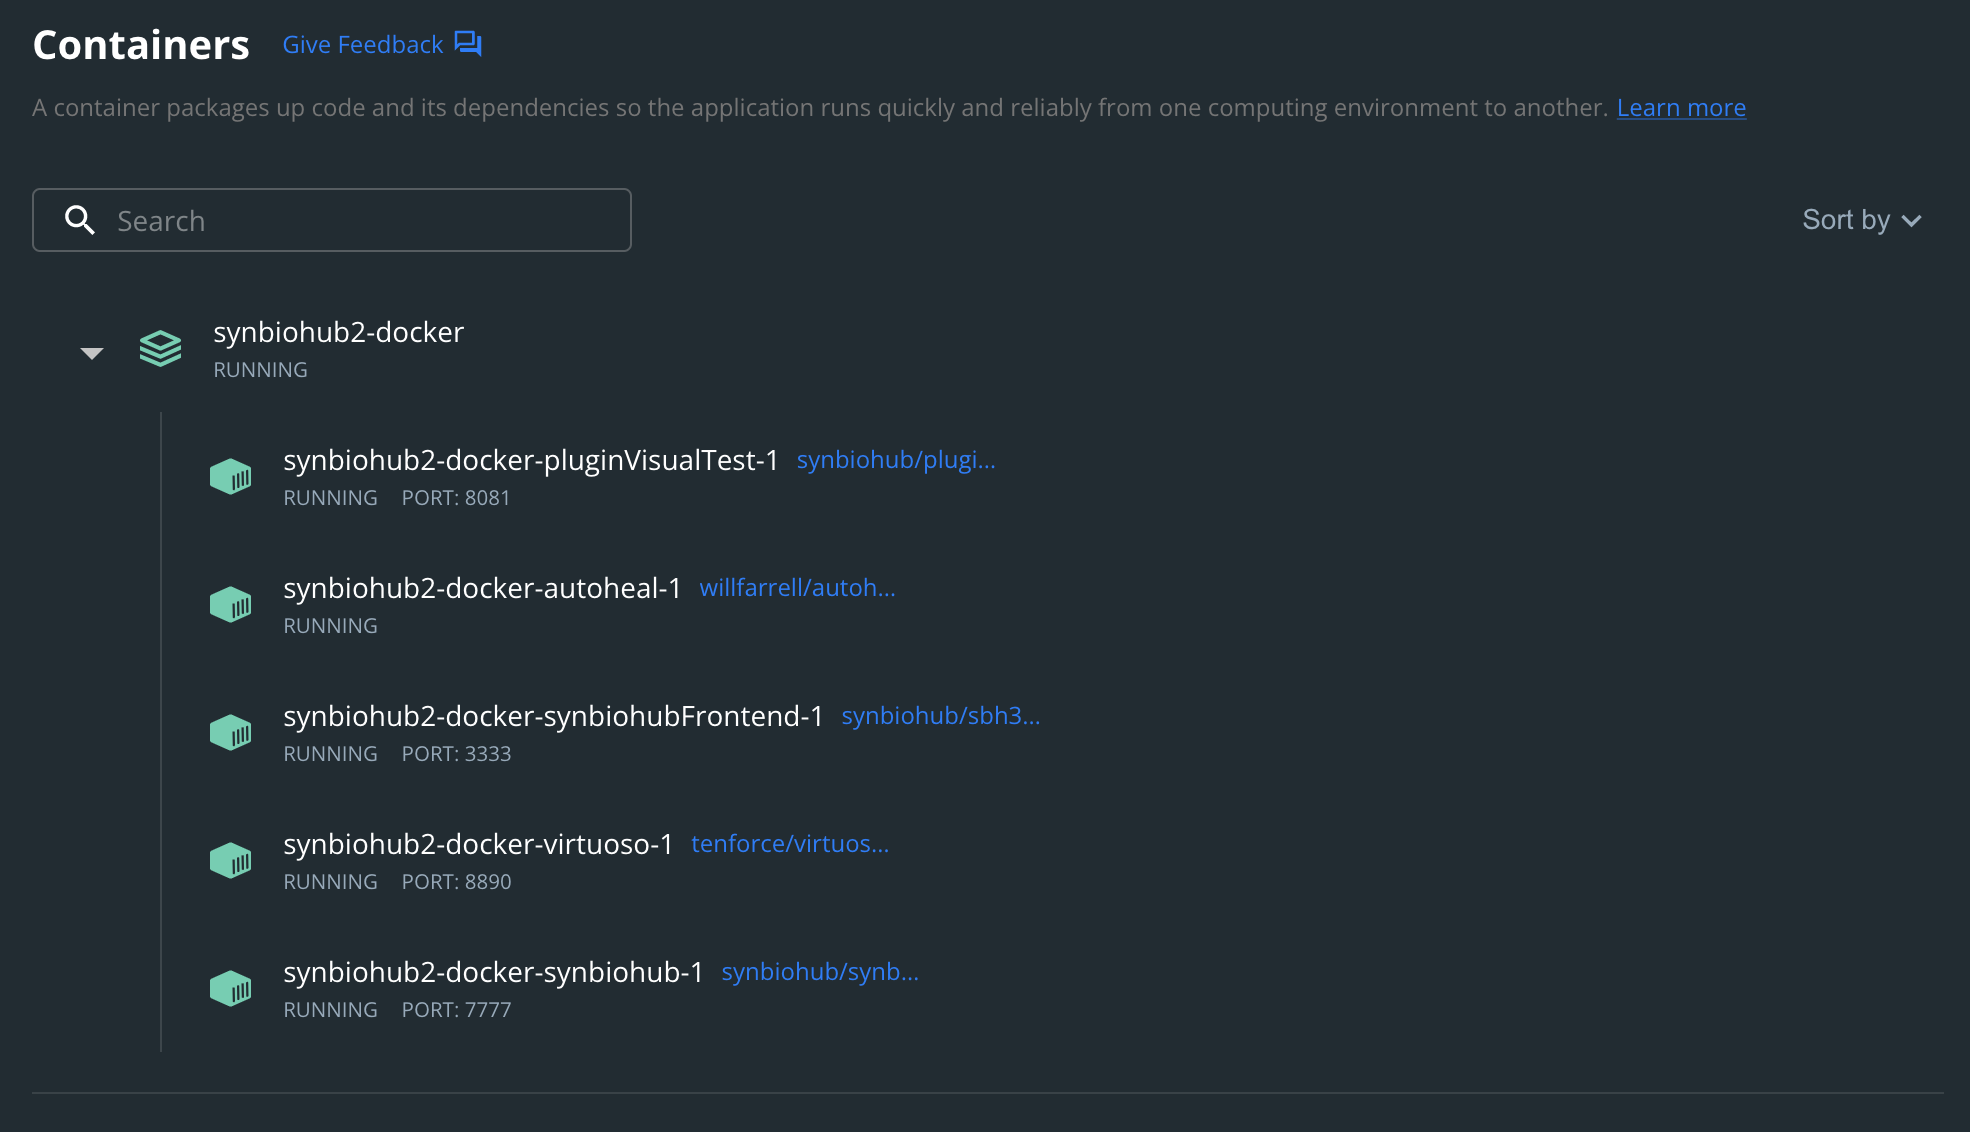 Containers Give Feedback
A container packages up code and its dependencies so the application runs quickly and reliably from one computing environment to another. Learn more
Search Sort by
synbiohub2-docker
RUNNING
synbiohub2-docker-pluginVisualTest-1 synbiohub/plugi...
RUNNING PORT: 8081
synbiohub2-docker-autoheal-1 willfarrell/autoh...
RUNNING
synbiohub2-docker-synbiohubFrontend-1 synbiohub/sbh3...
RUNNING PORT: 3333
synbiohub2-docker-virtuoso-1 tenforce/virtuos...
RUNNING PORT: 8890
synbiohub2-docker-synbiohub-1 synbiohub/synb...
RUNNING PORT: 7777